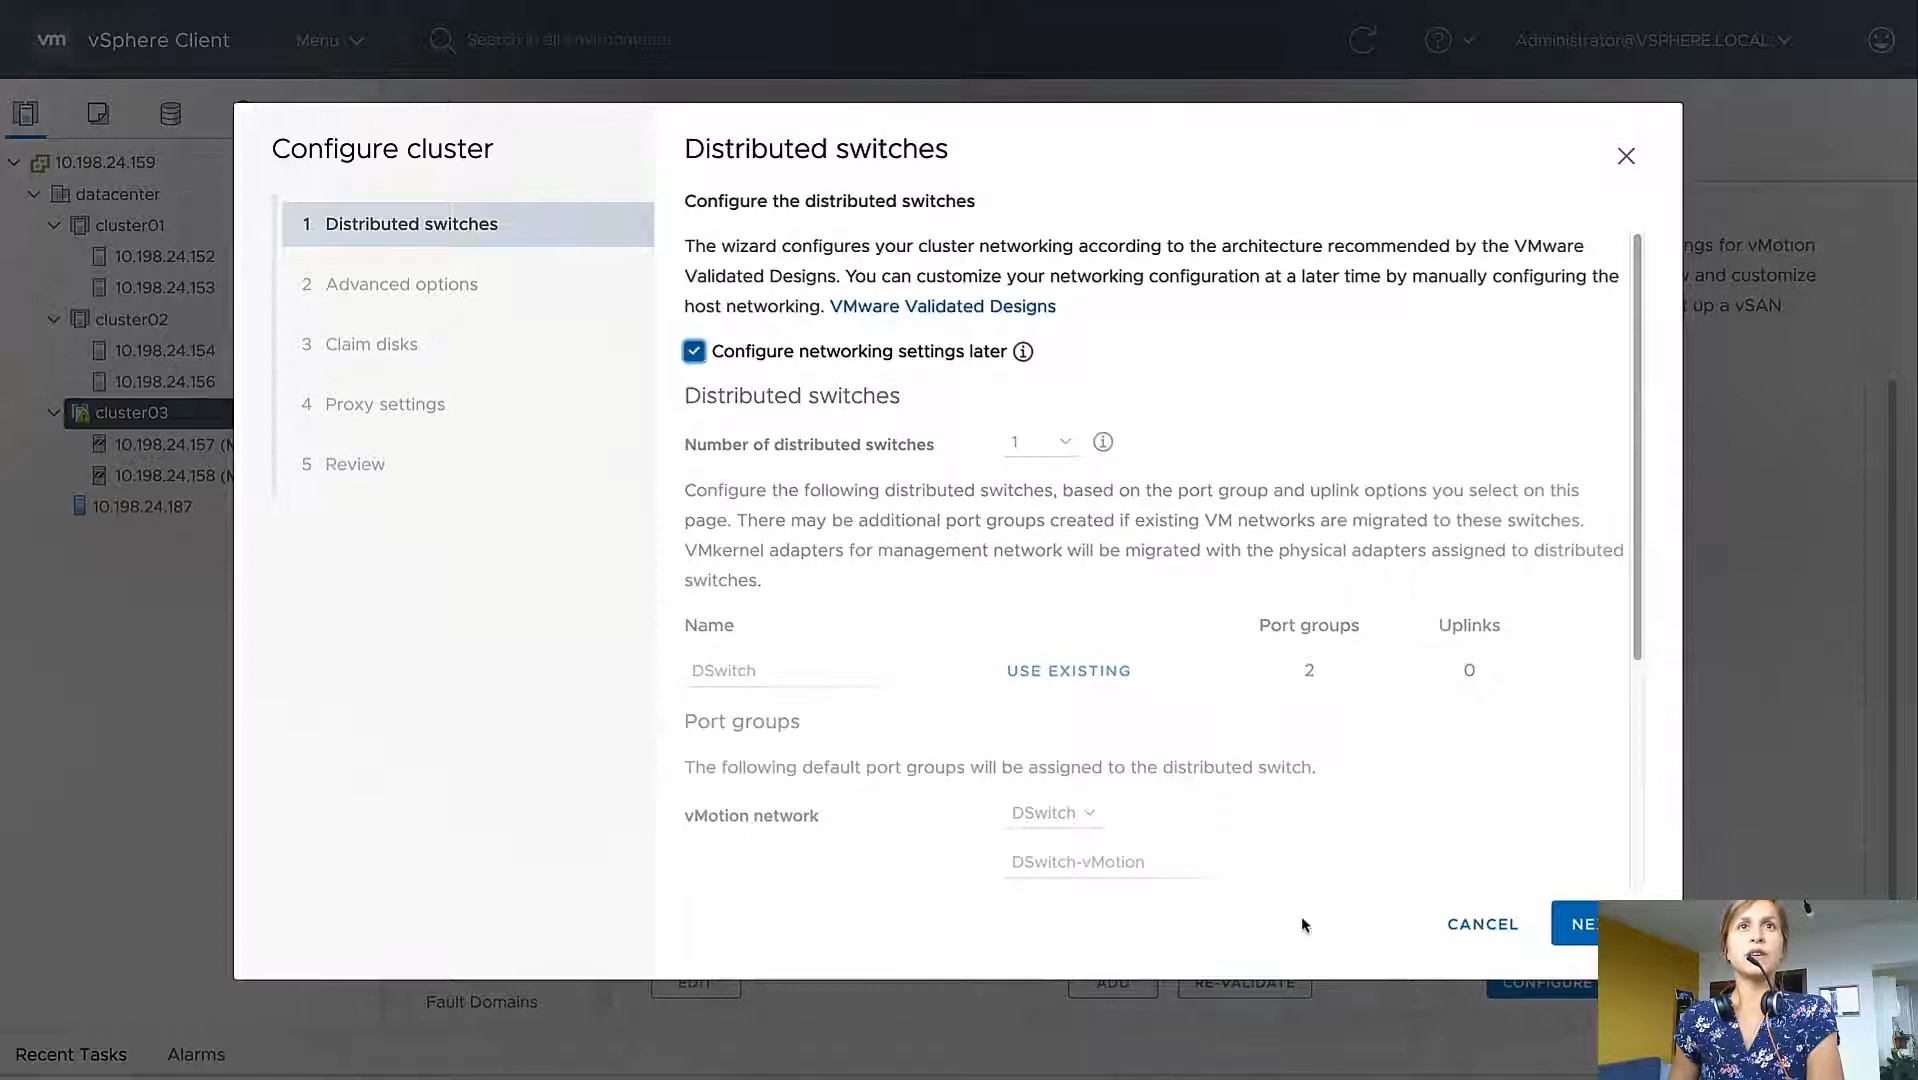 vm vSphere Client Menu Search in all environments Administrator@VSPHERE.LOCAL
10.198.24.159
datacenter
cluster01
10.198.24.152
10.198.24.153
cluster02
10.198.24.154
10.198.24.156
cluster03
10.198.24.157 (M
10.198.24.158 (M
10.198.24.187
Configure cluster
1 Distributed switches
2 Advanced options
3 Claim disks
4 Proxy settings
5 Review
Distributed switches
Configure the distributed switches
The wizard configures your cluster networking according to the architecture recommended by the VMware
Validated Designs. You can customize your networking configuration at a later time by manually configuring the
host networking. VMware Validated Designs
Configure networking settings later
Distributed switches
Number of distributed switches 1
Configure the following distributed switches, based on the port group and uplink options you select on this
page. There may be additional port groups created if existing VM networks are migrated to these switches.
VMkernel adapters for management network will be migrated with the physical adapters assigned to distributed
switches.
Name Port groups Uplinks
DSwitch USE EXISTING 2 0
Port groups
The following default port groups will be assigned to the distributed switch.
vMotion network DSwitch
DSwitch-vMotion
CANCEL NE
ngs for vMotion
and customize
t up a vSAN
EDIT ADD RE-VALIDATE CONFIGURE
Fault Domains
Recent Tasks Alarms